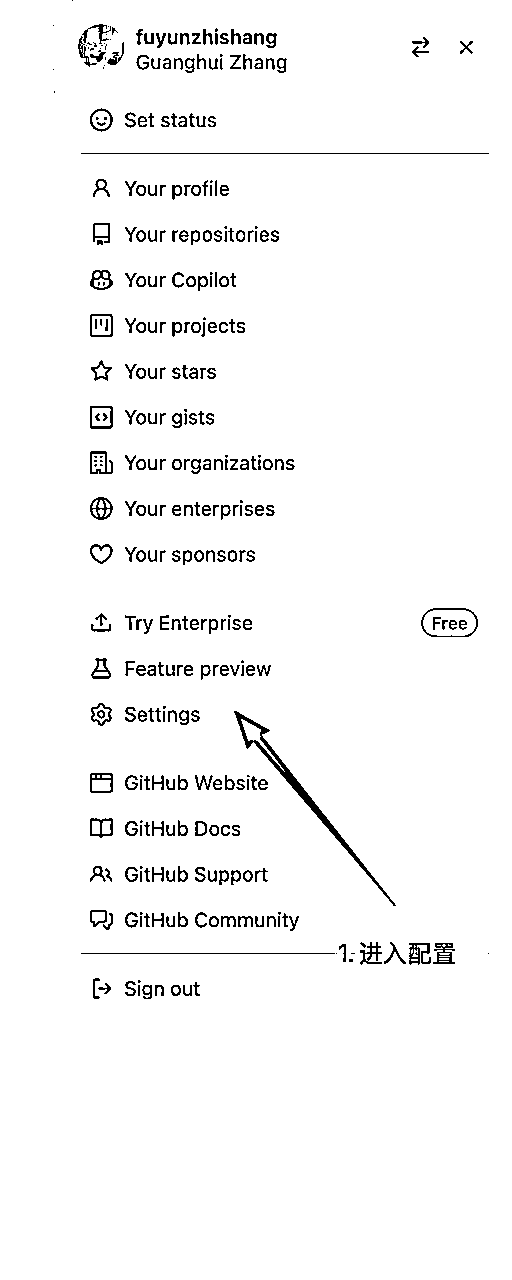 fuyunzhishang
Guanghui Zhang
Set status
Your profile
Your repositories
Your Copilot
Your projects
Your stars
Your gists
Your organizations
Your enterprises
Your sponsors
Try Enterprise Free
Feature preview
Settings
GitHub Website
GitHub Docs
GitHub Support
GitHub Community
1. 进入配置
Sign out